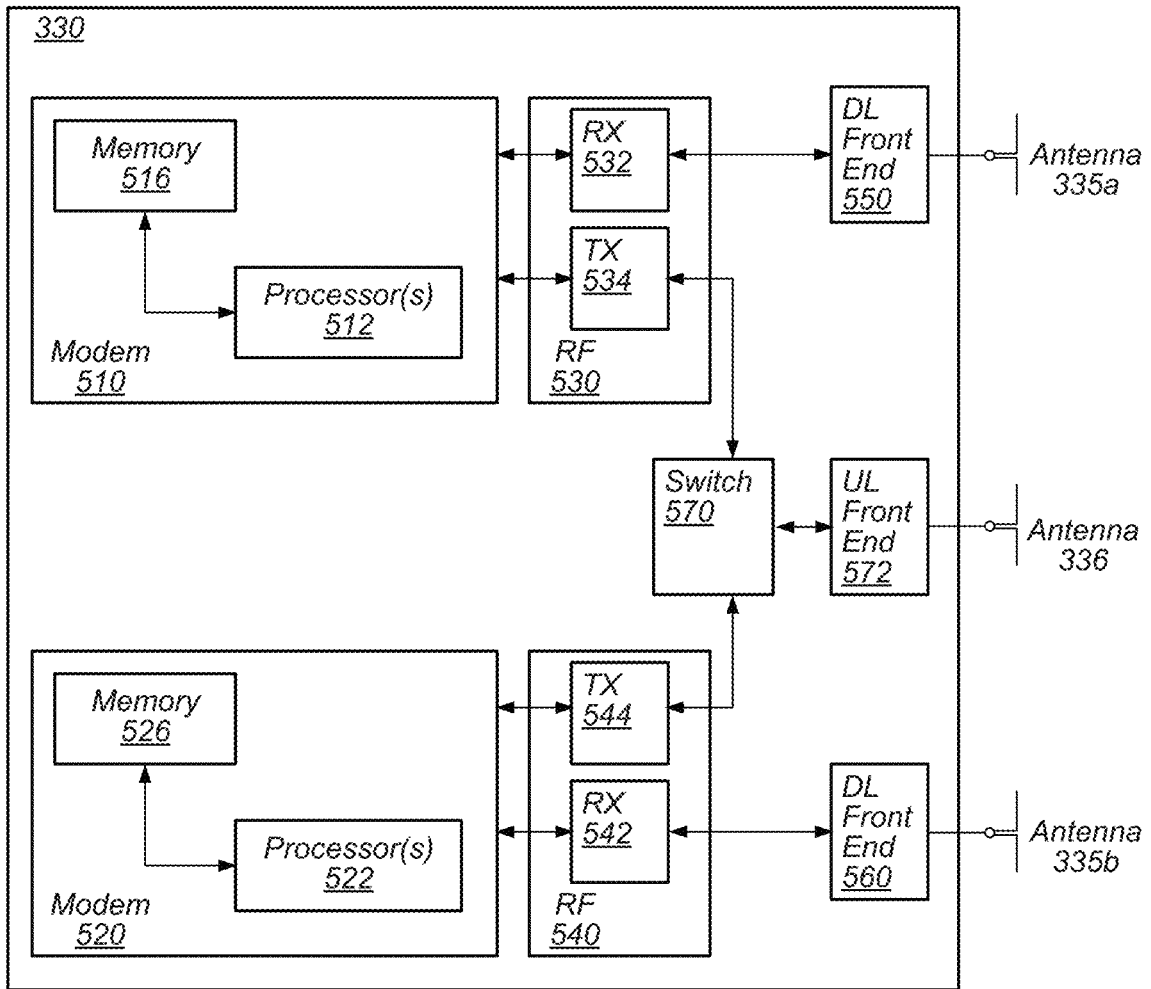 330
Memory
516
Processor(s)
512
Modem
510
RX
532
TX
534
RF
530
DL
Front
End
550
Antenna
335a
Switch
570
UL
Front
End
572
Antenna
336
Memory
526
Processor(s)
522
Modem
520
TX
544
RX
542
RF
540
DL
Front
End
560
Antenna
335b